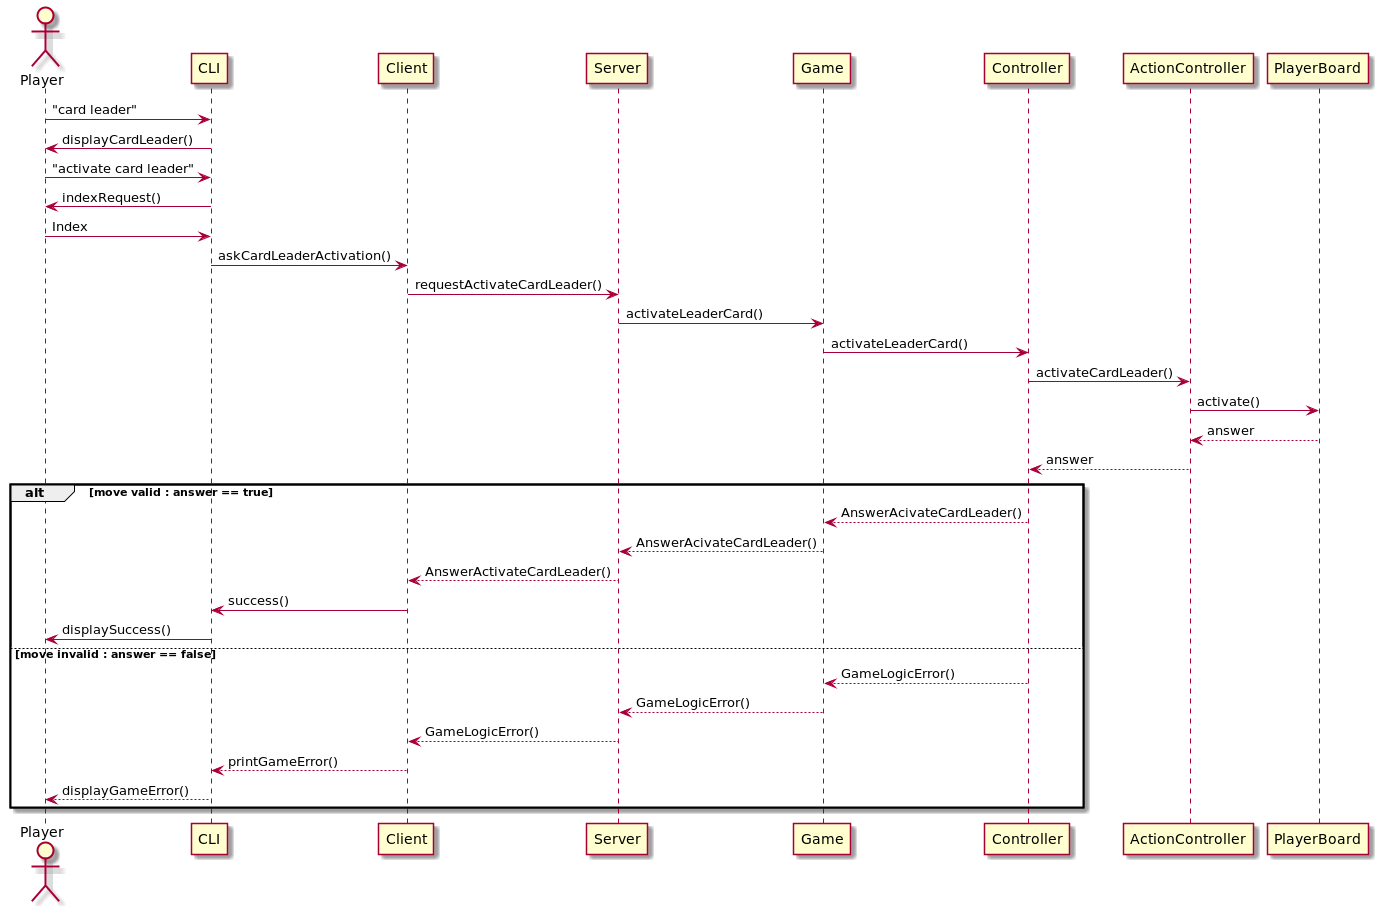 Player
CLI
Client
Server
Game
Controller
ActionController
PlayerBoard
"card leader"
displayCardLeader()
"activate card leader"
indexRequest()
Index
askCardLeaderActivation()
requestActivateCardLeader()
activateLeaderCard()
activateLeaderCard()
activateCardLeader()
activate()
answer
answer
alt
[move valid : answer == true]
AnswerAcivateCardLeader()
AnswerAcivateCardLeader()
AnswerActivateCardLeader()
success()
displaySuccess()
[move invalid : answer == false]
GameLogicError()
GameLogicError()
GameLogicError()
printGameError()
displayGameError()
Player
CLI
Client
Server
Game
Controller
ActionController
PlayerBoard